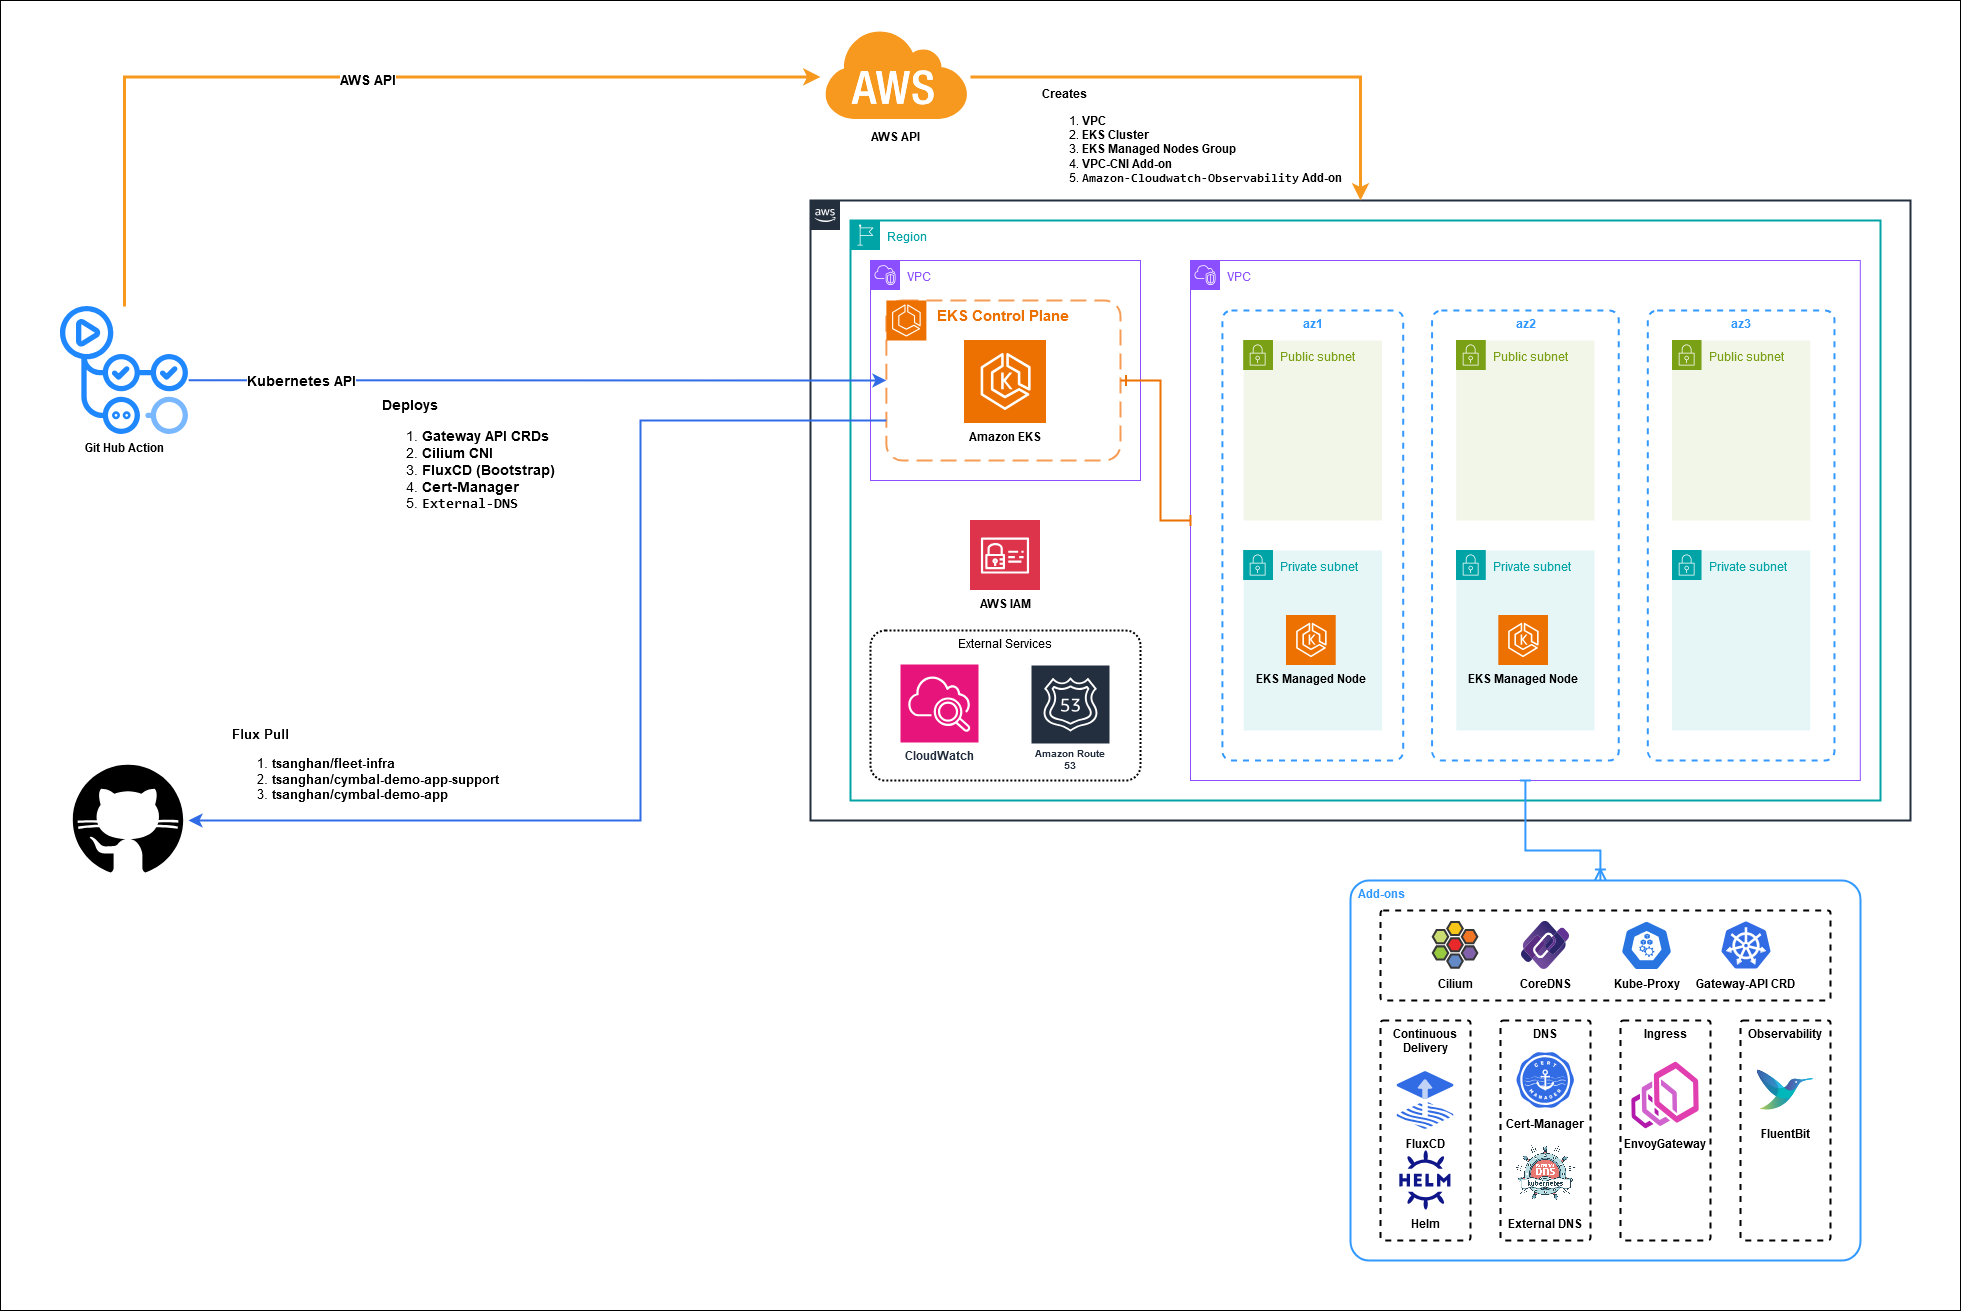 AWS API
AWS
AWS API
Creates
1. VPC
2. EKS Cluster
3. EKS Managed Nodes Group
4. VPC-CNI Add-on
5. Amazon-Cloudwatch-Observability Add-on
aws
Region
VPC
EKS Control Plane
K
Amazon EKS
VPC
az1
az2
az3
Public subnet
Public subnet
Public subnet
Private subnet
Private subnet
Private subnet
K
EKS Managed Node
K
EKS Managed Node
Git Hub Action
Kubernetes API
Deploys
1. Gateway API CRDs
2. Cilium CNI
3. FluxCD (Bootstrap)
4. Cert-Manager
5. External-DNS
AWS IAM
External Services
CloudWatch
53
Amazon Route
53
Flux Pull
1. tsanghan/fleet-infra
2. tsanghan/cymbal-demo-app-support
3. tsanghan/cymbal-demo-app
Add-ons
Cilium
CoreDNS
Kube-Proxy
Gateway-API CRD
Continuous
Delivery
FluxCD
HELM
Helm
DNS
CERT
MANAGER
Cert-Manager
DNS
kubernetes
External DNS
Ingress
EnvoyGateway
Observability
FluentBit